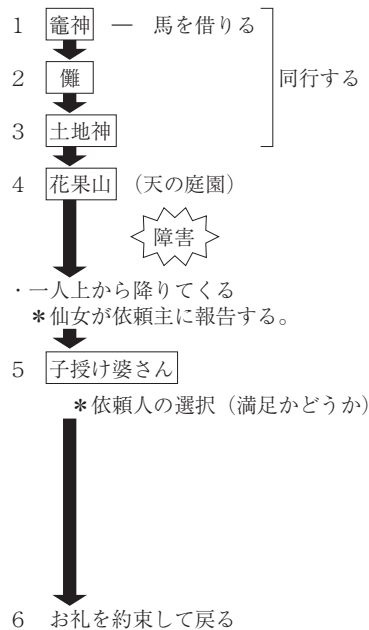 1 竈神 ― 馬を借りる
2 儺
同行する
3 土地神
4 花果山 (天の庭園)
障害
・一人上から降りてくる
＊仙女が依頼主に報告する。
5 子授け婆さん
＊依頼人の選択（満足かどうか）
6 お礼を約束して戻る